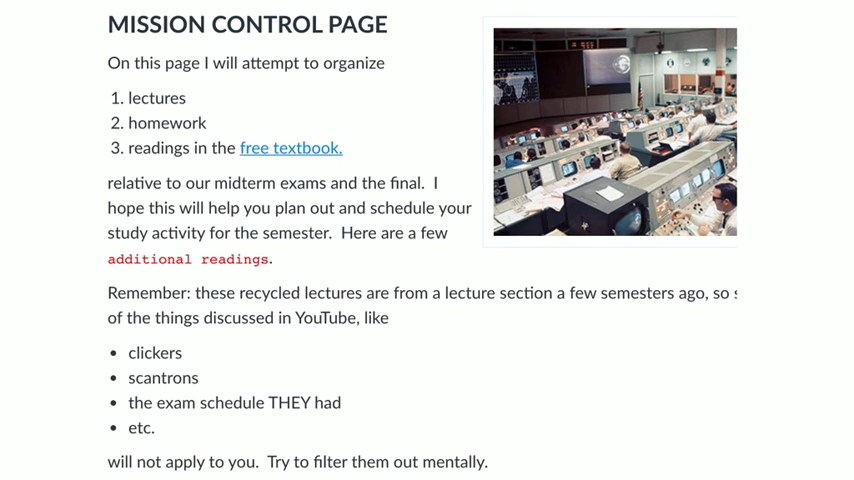 MISSION CONTROL PAGE
On this page I will attempt to organize
1. lectures
2. homework
3. readings in the free textbook.
relative to our midterm exams and the final.  I
hope this will help you plan out and schedule your
study activity for the semester.  Here are a few
additional readings.
Remember: these recycled lectures are from a lecture section a few semesters ago, so
of the things discussed in YouTube, like
• clickers
• scantrons
• the exam schedule THEY had
• etc.
will not apply to you.  Try to filter them out mentally.